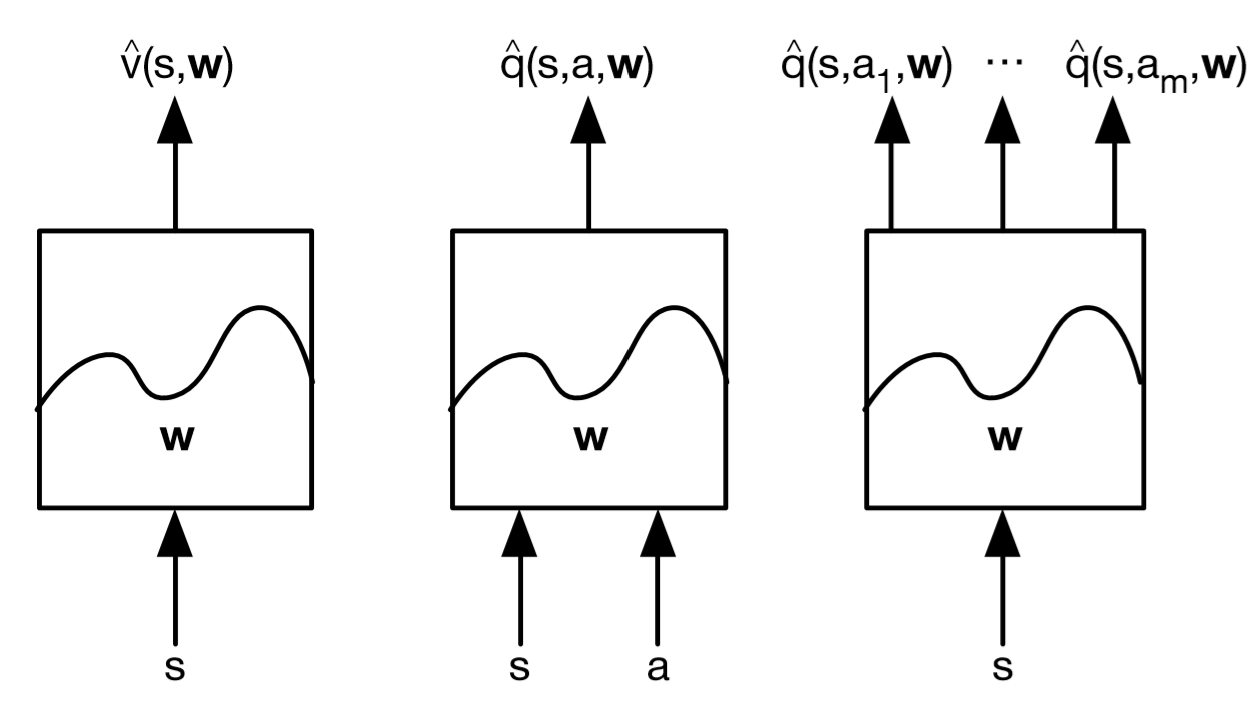 v̂(s,w) q̂(s,a,w) q̂(s,a₁,w) ··· q̂(s,aₘ,w)
w w w
s s a s